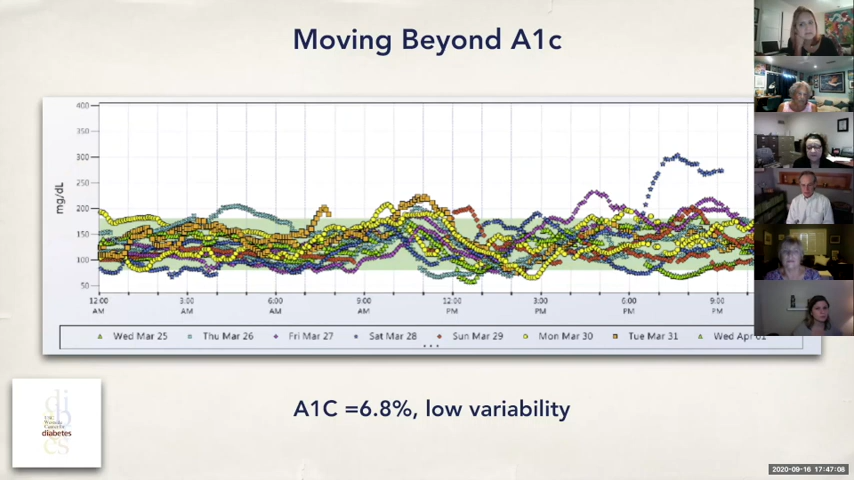 Moving Beyond A1c
400
350
300
250
200
150
100
50
mg/dL
12:00 AM
3:00 AM
6:00 AM
9:00 AM
12:00 PM
3:00 PM
6:00 PM
9:00 PM
Wed Mar 25 Thu Mar 26 Fri Mar 27 Sat Mar 28 Sun Mar 29 Mon Mar 30 Tue Mar 31 Wed Apr 01
A1C =6.8%, low variability
diabetes
2020-09-16 17:47:08